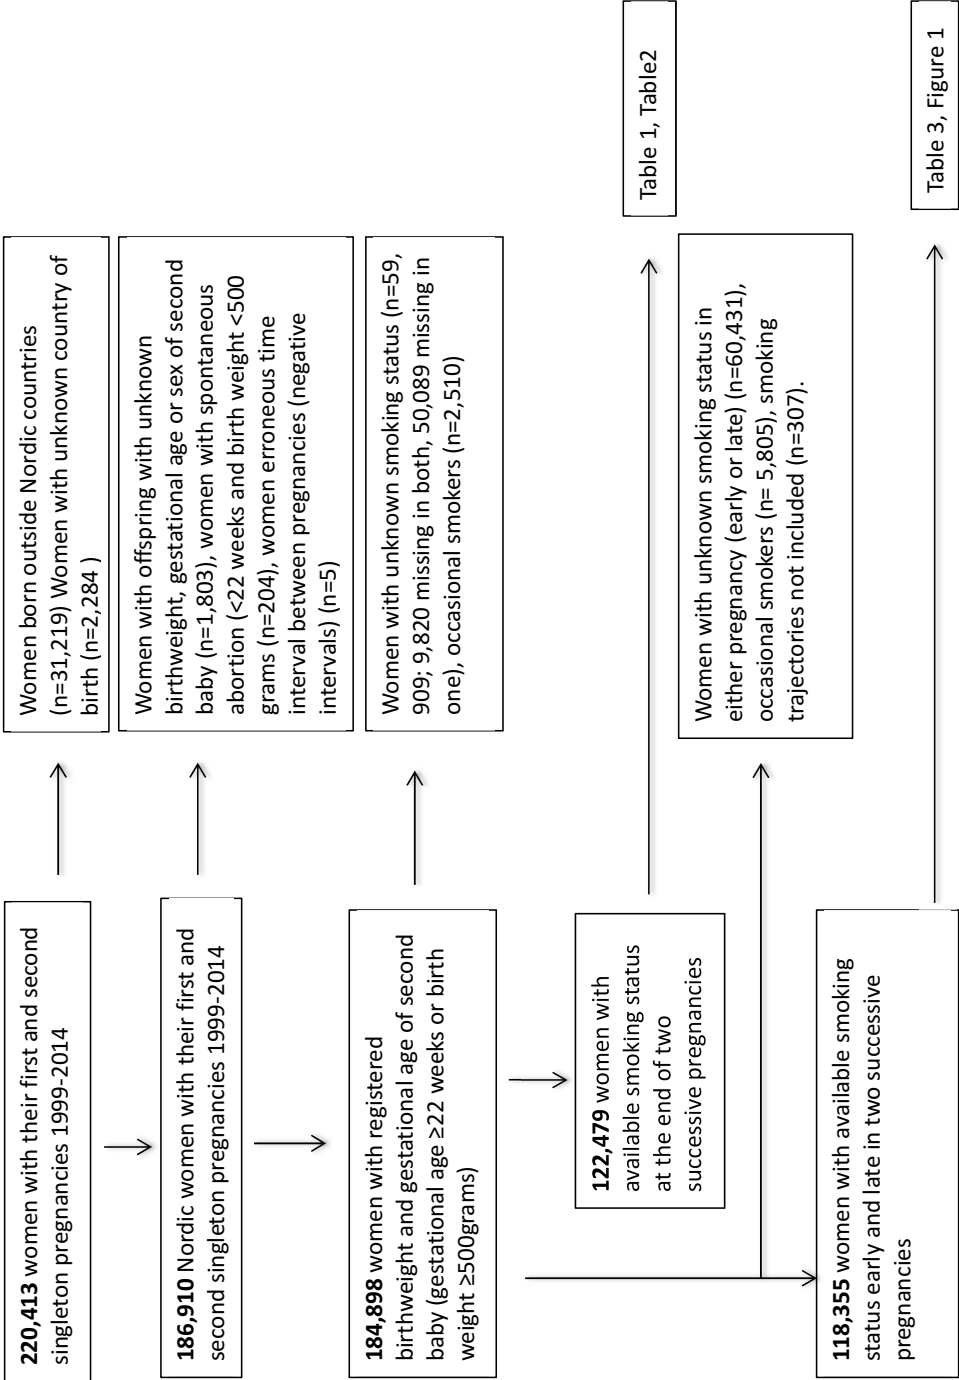 220,413 women with their first and second
singleton pregnancies 1999-2014
Women born outside Nordic countries
(n=31,219) Women with unknown country of
birth (n=2,284 )
186,910 Nordic women with their first and
second singleton pregnancies 1999-2014
Women with offspring with unknown
birthweight, gestational age or sex of second
baby (n=1,803), women with spontaneous
abortion (<22 weeks and birth weight <500
grams (n=204), women erroneous time
interval between pregnancies (negative
intervals) (n=5)
184,898 women with registered
birthweight and gestational age of second
baby (gestational age ≥22 weeks or birth
weight ≥500grams)
Women with unknown smoking status (n=59,
909; 9,820 missing in both, 50,089 missing in
one), occasional smokers (n=2,510)
122,479 women with
available smoking status
at the end of two
successive pregnancies
Table 1, Table2
Women with unknown smoking status in
either pregnancy (early or late) (n=60,431),
occasional smokers (n= 5,805), smoking
trajectories not included (n=307).
118,355 women with available smoking
status early and late in two successive
pregnancies
Table 3, Figure 1